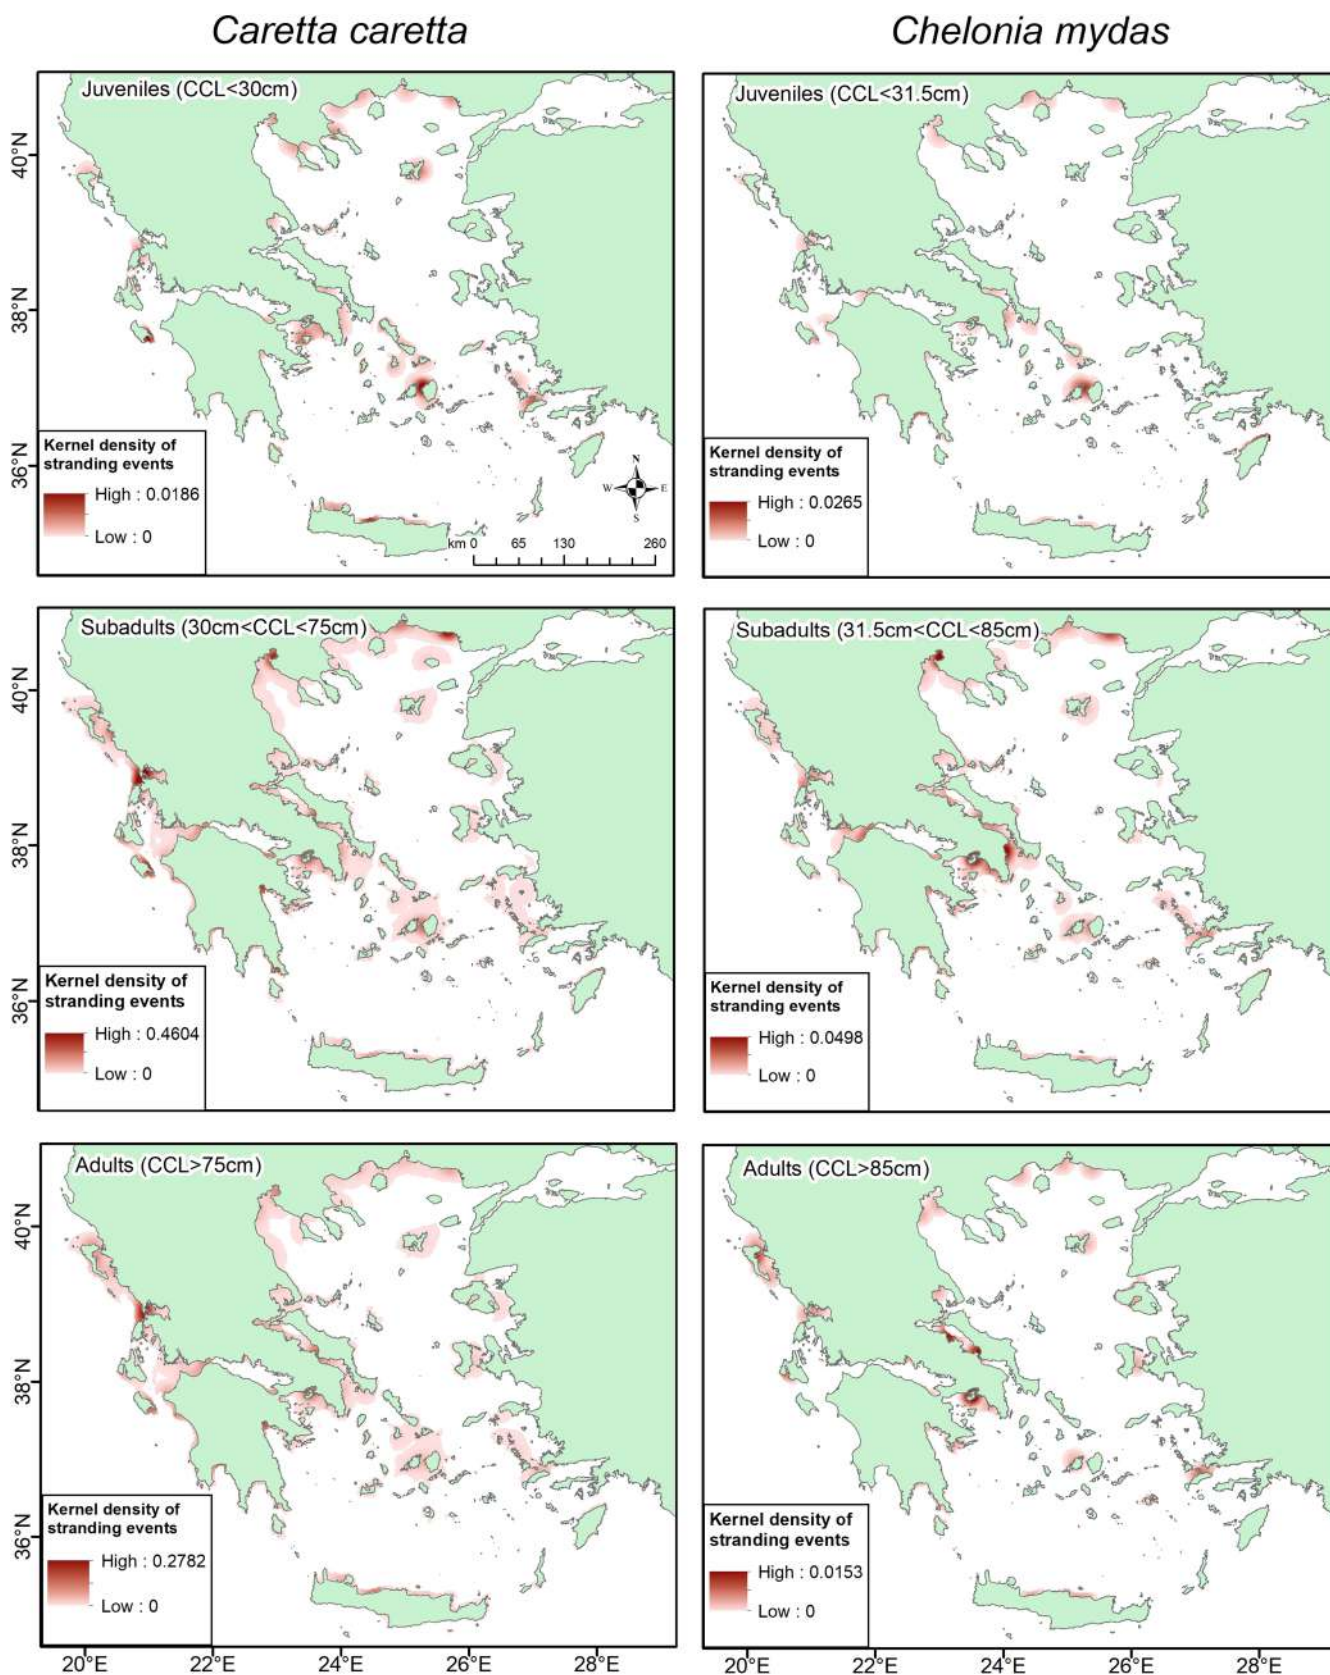 Caretta caretta
Chelonia mydas
Juveniles (CCL<30cm)
40°N
38°N
36°N
Kernel density of
stranding events
High : 0.0186
Low : 0
N
W E
S
km 0 65 130 260
Juveniles (CCL<31.5cm)
Kernel density of
stranding events
High : 0.0265
Low : 0
Subadults (30cm<CCL<75cm)
40°N
38°N
36°N
Kernel density of
stranding events
High : 0.4604
Low : 0
Subadults (31.5cm<CCL<85cm)
Kernel density of
stranding events
High : 0.0498
Low : 0
Adults (CCL>75cm)
40°N
38°N
36°N
Kernel density of
stranding events
High : 0.2782
Low : 0
20°E 22°E 24°E 26°E 28°E
Adults (CCL>85cm)
Kernel density of
stranding events
High : 0.0153
Low : 0
20°E 22°E 24°E 26°E 28°E